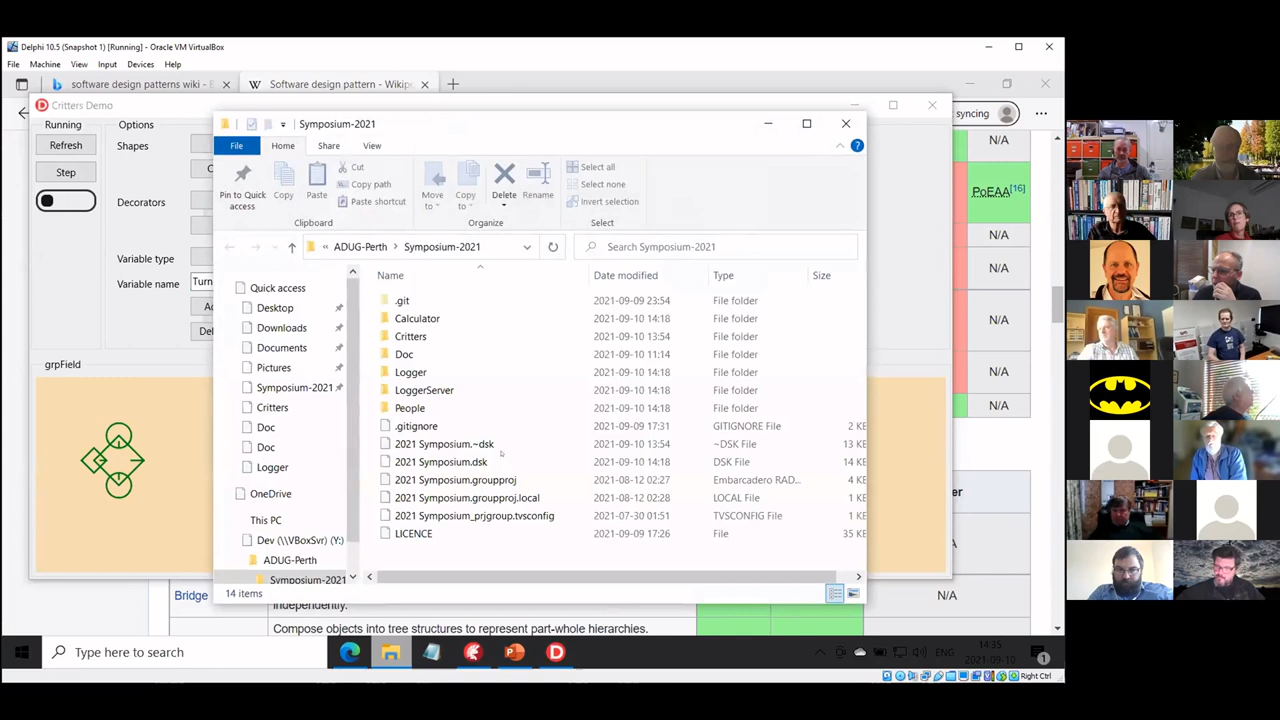 Delphi 10.5 (Snapshot 1) [Running] - Oracle VM VirtualBox
File Machine View Input Devices Help
software design patterns wiki - Software design pattern - Wikip
Critters Demo
syncing
Running Options
Refresh Shapes
Step
Decorators
Variable type
Variable name Turn
grpField
Symposium-2021
File Home Share View
Pin to Quick access
Copy
Paste
Cut
Copy path
Paste shortcut
Move to
Copy to
Delete
Rename
Select all
Select none
Invert selection
Clipboard Organize Select
« ADUG-Perth > Symposium-2021 Search Symposium-2021
Name Date modified Type Size
Quick access
Desktop
Downloads
Documents
Pictures
Symposium-2021
Critters
Doc
Doc
Logger
OneDrive
This PC
Dev (\\VBoxSvr) (Y:)
ADUG-Perth
Symposium-2021
.git 2021-09-09 23:54 File folder
Calculator 2021-09-10 14:18 File folder
Critters 2021-09-10 13:54 File folder
Doc 2021-09-10 11:14 File folder
Logger 2021-09-10 14:18 File folder
LoggerServer 2021-09-10 14:18 File folder
People 2021-09-10 14:18 File folder
.gitignore 2021-09-09 17:31 GITIGNORE File 2 KB
2021 Symposium.~dsk 2021-09-10 13:54 ~DSK File 13 KB
2021 Symposium.dsk 2021-09-10 14:18 DSK File 14 KB
2021 Symposium.groupproj 2021-08-12 02:27 Embarcadero RAD... 4 KB
2021 Symposium.groupproj.local 2021-08-12 02:28 LOCAL File 1 KB
2021 Symposium_prjgroup.tvsconfig 2021-07-30 01:51 TVSCONFIG File 1 KB
LICENCE 2021-09-09 17:26 File 35 KB
14 items
N/A
PoEAA[16] N/A
N/A
N/A
N/A
N/A
N/A
er
Bridge independently. N/A
Compose objects into tree structures to represent part-whole hierarchies.
Type here to search
ENG
14:35
2021-09-10
1
Right Ctrl